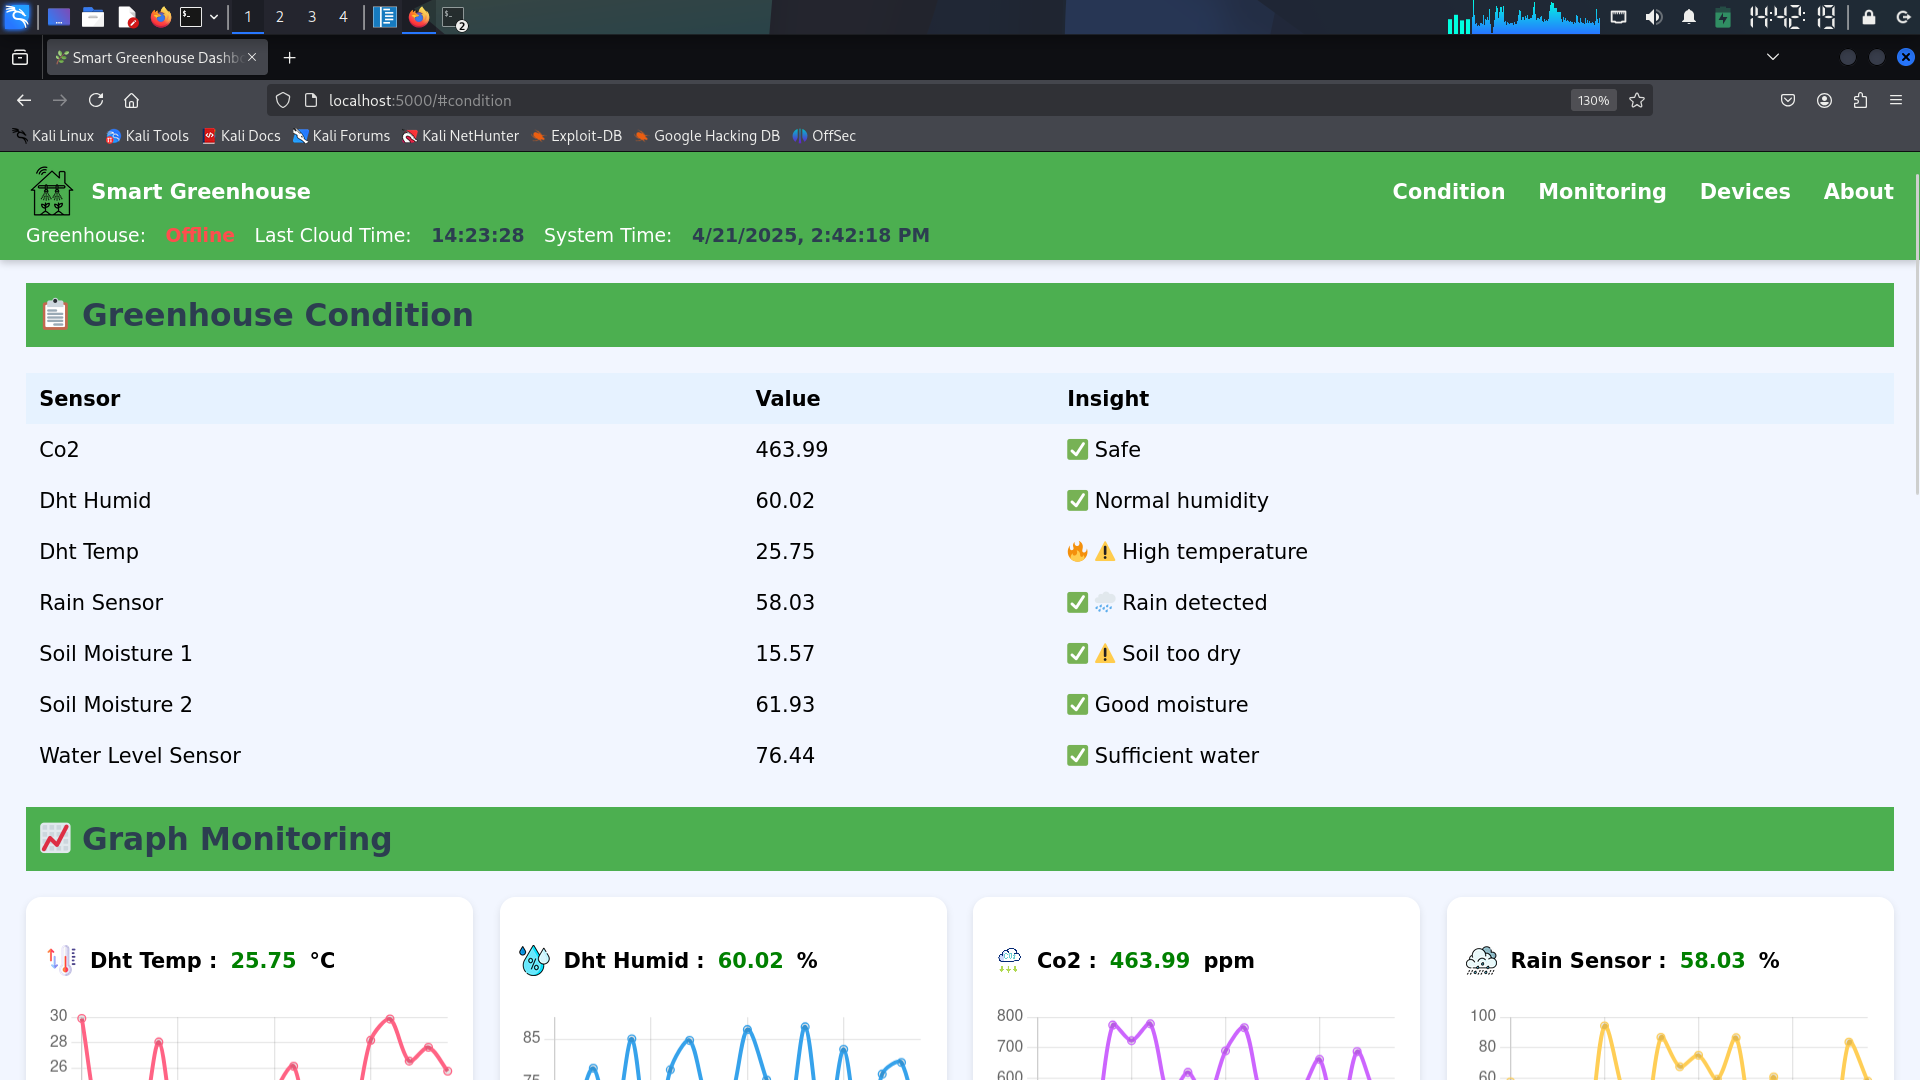 1 2 3 4 2 14:42:19
Smart Greenhouse Dashb
localhost:5000/#condition 130%
Kali Linux Kali Tools Kali Docs Kali Forums Kali NetHunter Exploit-DB Google Hacking DB OffSec
Smart Greenhouse Condition Monitoring Devices About
Greenhouse: Offline Last Cloud Time: 14:23:28 System Time: 4/21/2025, 2:42:18 PM
Greenhouse Condition
Sensor Value Insight
Co2 463.99 Safe
Dht Humid 60.02 Normal humidity
Dht Temp 25.75 High temperature
Rain Sensor 58.03 Rain detected
Soil Moisture 1 15.57 Soil too dry
Soil Moisture 2 61.93 Good moisture
Water Level Sensor 76.44 Sufficient water
Graph Monitoring
Dht Temp : 25.75 °C Dht Humid : 60.02 % Co2 : 463.99 ppm Rain Sensor : 58.03 %
30 800 100
28 85 700 80
26 75 600 60